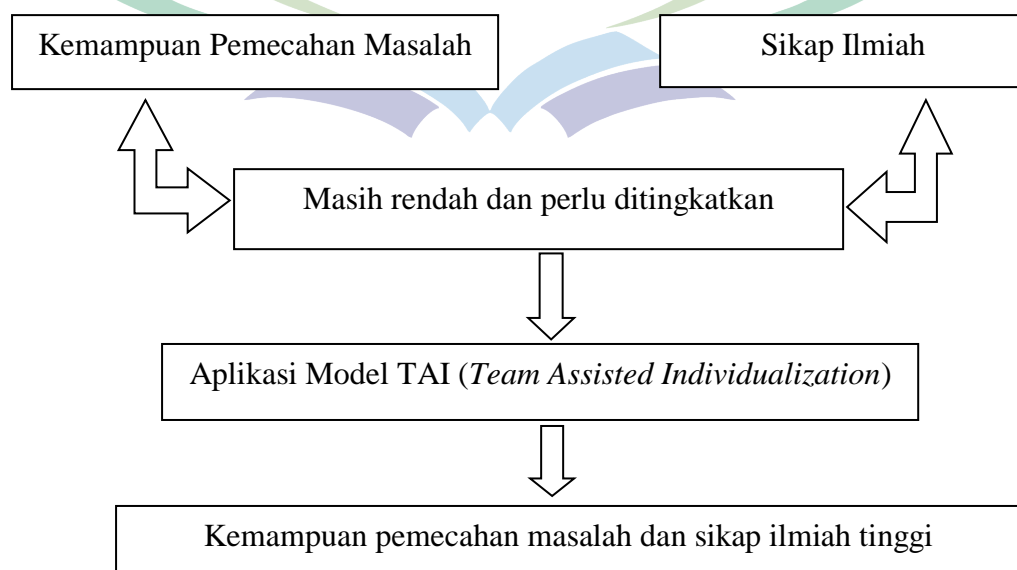 Kemampuan Pemecahan Masalah
Sikap Ilmiah
Masih rendah dan perlu ditingkatkan
Aplikasi Model TAI (Team Assisted Individualization)
Kemampuan pemecahan masalah dan sikap ilmiah tinggi